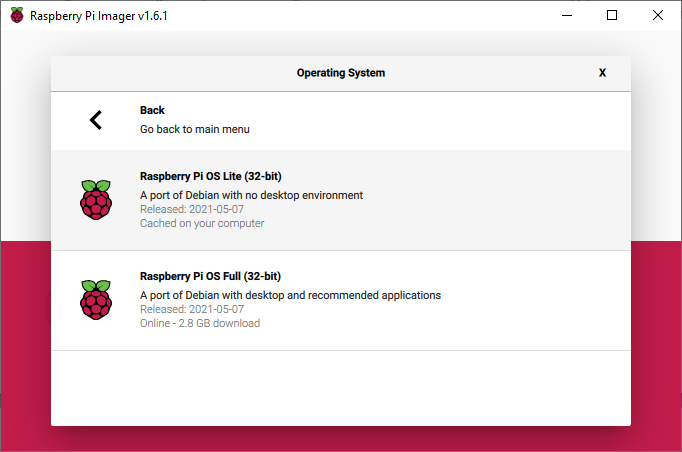 Raspberry Pi Imager v1.6.1
Operating System
X
Back
Go back to main menu
Raspberry Pi OS Lite (32-bit)
A port of Debian with no desktop environment
Released: 2021-05-07
Cached on your computer
Raspberry Pi OS Full (32-bit)
A port of Debian with desktop and recommended applications
Released: 2021-05-07
Online - 2.8 GB download